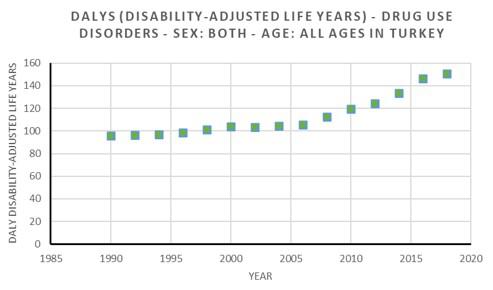 DALYS (DISABILITY-ADJUSTED LIFE YEARS) - DRUG USE
DISORDERS - SEX: BOTH - AGE: ALL AGES IN TURKEY
DALY DISABILITY-ADJUSTED LIFE YEARS
160
140
120
100
80
60
40
20
0
1985 1990 1995 2000 2005 2010 2015 2020
YEAR